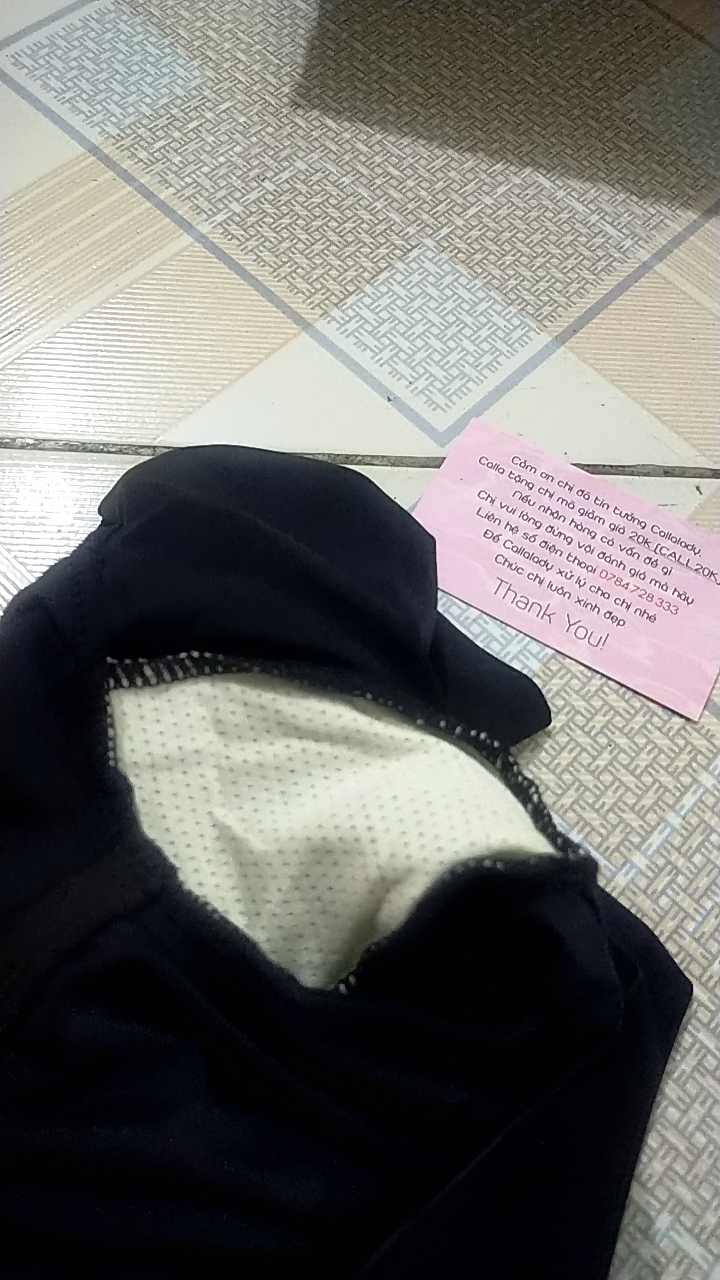 Cảm ơn chị đã tin tưởng Callalady.
Calla tặng chị mã giảm giá 20K [CALL20K
Nếu nhận hàng có vấn đề gì
Chị vui lòng đừng vội đánh giá mà hãy
Liên hệ số điện thoại 0784728333
Để Callalady xử lý cho chị nhé
Chúc chị luôn xinh đẹp
Thank You!